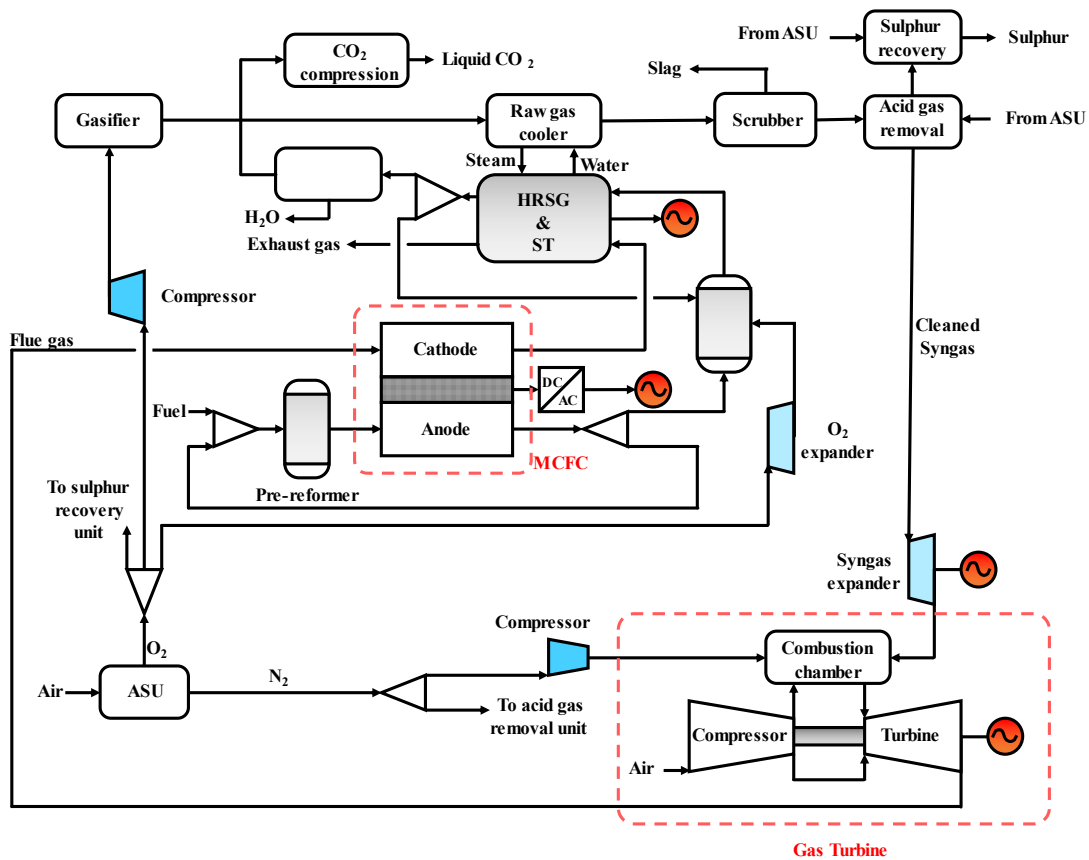 From ASU
Sulphur
recovery
Sulphur
CO2
compression
Liquid CO2
Slag
Gasifier
Raw gas
cooler
Scrubber
Acid gas
removal
From ASU
Steam
Water
H2O
HRSG
&
ST
Exhaust gas
Compressor
Flue gas
Cathode
Cleaned
Syngas
DC
AC
Fuel
Anode
MCFC
O2
expander
Pre-reformer
To sulphur
recovery
unit
Syngas
expander
Compressor
O2
Combustion
chamber
Air
ASU
N2
To acid gas
removal unit
Compressor
Turbine
Air
Gas Turbine